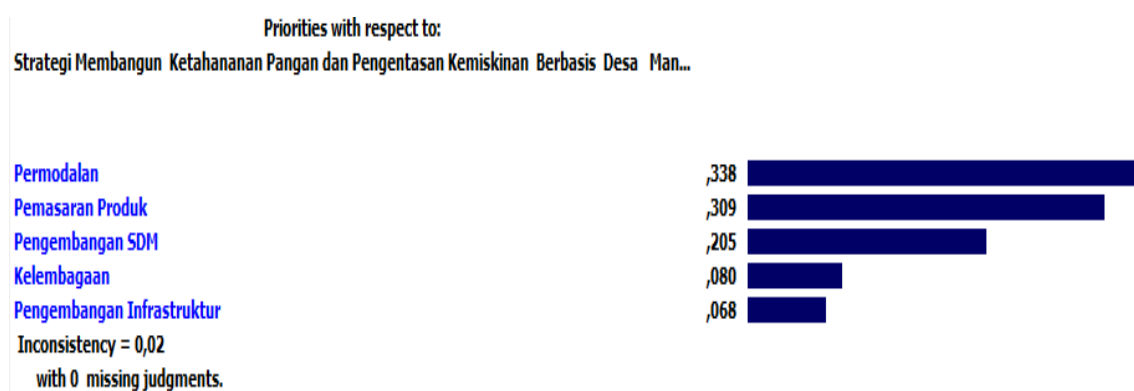 Priorities with respect to:
Strategi Membangun Ketahananan Pangan dan Pengentasan Kemiskinan Berbasis Desa Man...
Permodalan ,338
Pemasaran Produk ,309
Pengembangan SDM ,205
Kelembagaan ,080
Pengembangan Infrastruktur ,068
Inconsistency = 0,02
with 0 missing judgments.